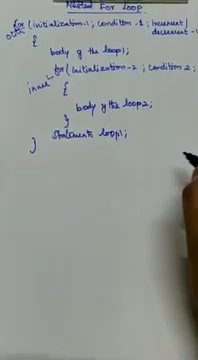 Nested For Loop
for (initialization-1; condition-1; increment/
outer decrement-1
{
body of the loop1;
for (initialization-2; condition 2;
inner {
body of the loop2;
}
Statements loop1;
}